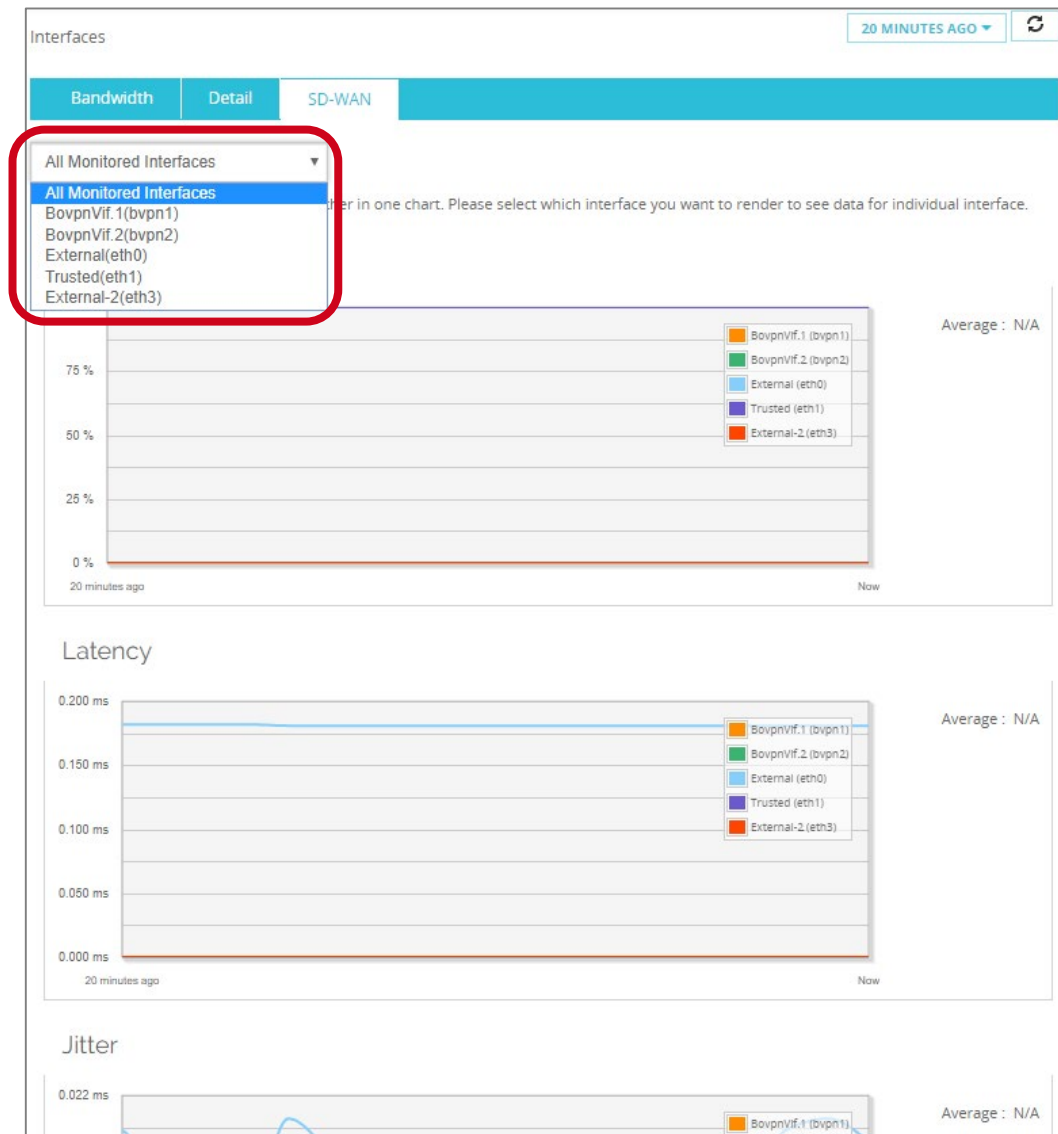 Interfaces
20 MINUTES AGO
Bandwidth Detail SD-WAN
All Monitored Interfaces
All Monitored Interfaces
BovpnVif.1(bvpn1)
BovpnVif.2(bvpn2)
External(eth0)
Trusted(eth1)
External-2(eth3)
in one chart. Please select which interface you want to render to see data for individual interface.
Average : N/A
BovpnVif.1 (bvpn1)
BovpnVif.2 (bvpn2)
External (eth0)
Trusted (eth1)
External-2 (eth3)
75 %
50 %
25 %
0 %
20 minutes ago
Now
Latency
0.200 ms
0.150 ms
0.100 ms
0.050 ms
0.000 ms
BovpnVif.1 (bvpn1)
BovpnVif.2 (bvpn2)
External (eth0)
Trusted (eth1)
External-2 (eth3)
Average : N/A
20 minutes ago
Now
Jitter
0.022 ms
BovpnVif.1 (bvpn1)
Average : N/A